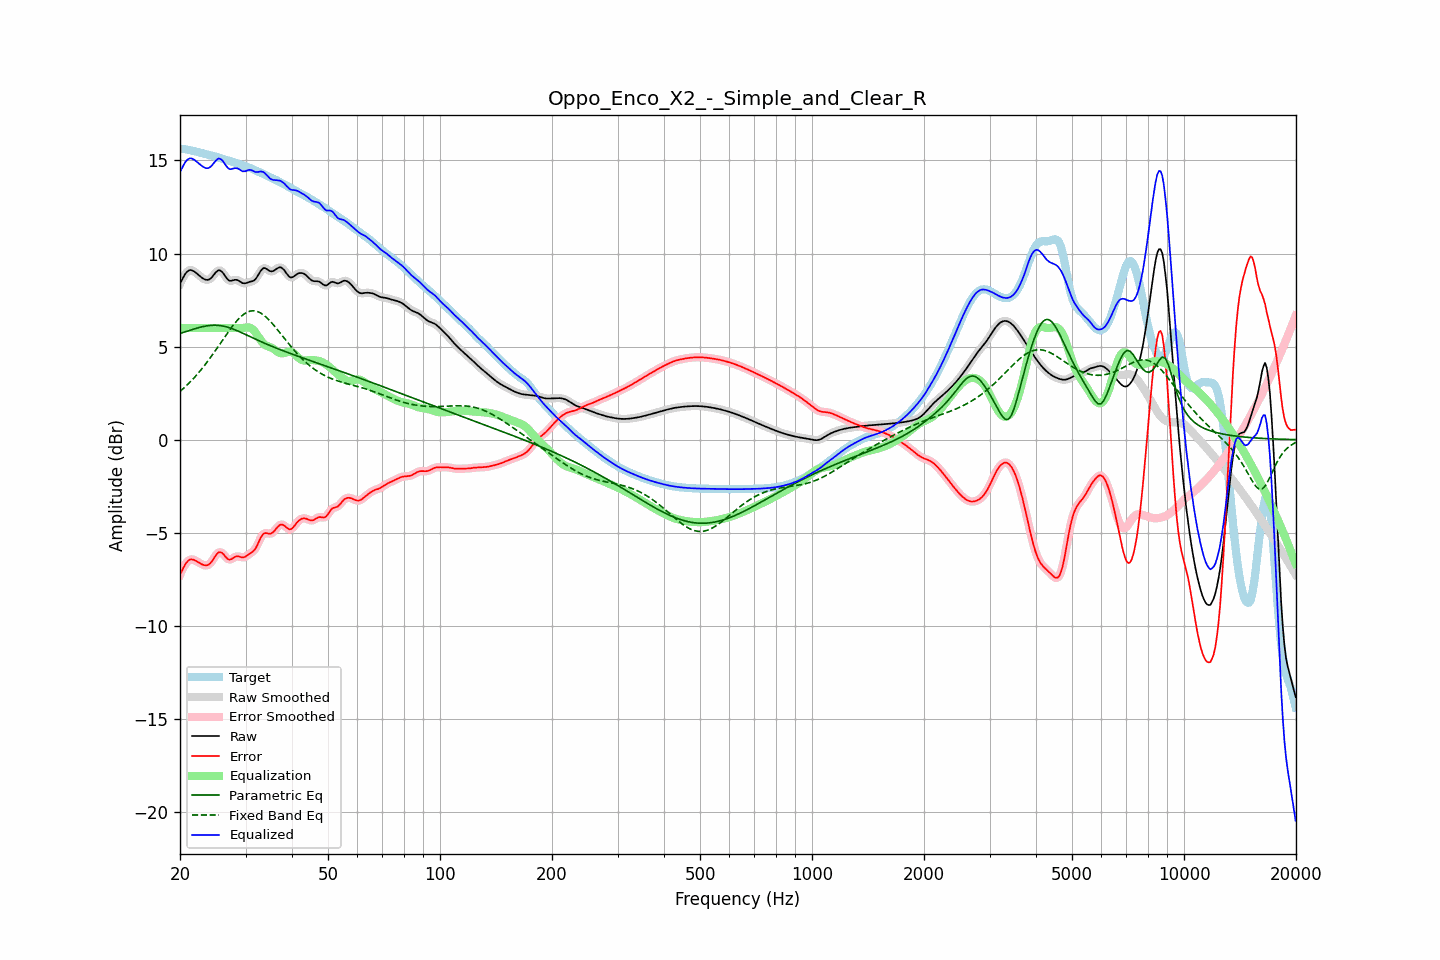 Oppo_Enco_X2_-_Simple_and_Clear_R
Amplitude (dBr)
15
10
5
0
−5
−10
−15
−20
Target
Raw Smoothed
Error Smoothed
Raw
Error
Equalization
Parametric Eq
Fixed Band Eq
Equalized
20 50 100 200 500 1000 2000 5000 10000 20000
Frequency (Hz)